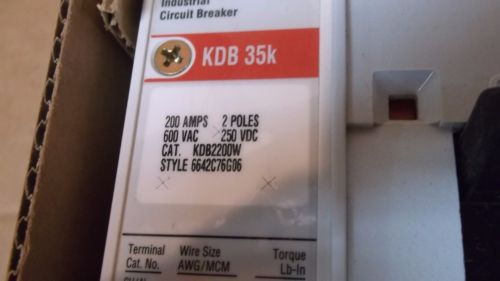 Industrial
Circuit Breaker
KDB 35k
200 AMPS 2 POLES
600 VAC 250 VDC
CAT. KDB2200W
STYLE 6642C76G06
Terminal Wire Size Torque
Cat. No. AWG/MCM Lb-In